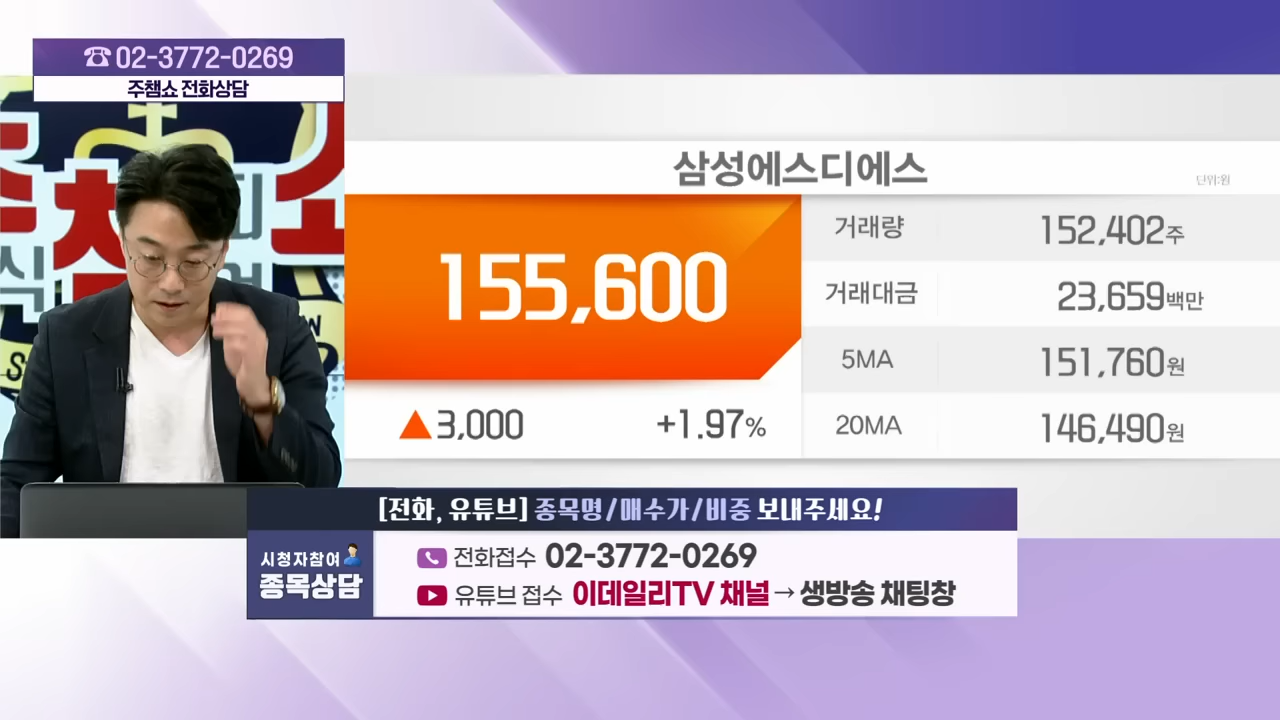 ☎02-3772-0269
주챔쇼 전화상담
삼성에스디에스
단위:원
155,600
▲3,000 +1.97%
거래량 152,402주
거래대금 23,659백만
5MA 151,760원
20MA 146,490원
[전화, 유튜브] 종목명/매수가/비중 보내주세요!
시청자참여
종목상담
전화접수 02-3772-0269
유튜브 접수 이데일리TV 채널→생방송 채팅창